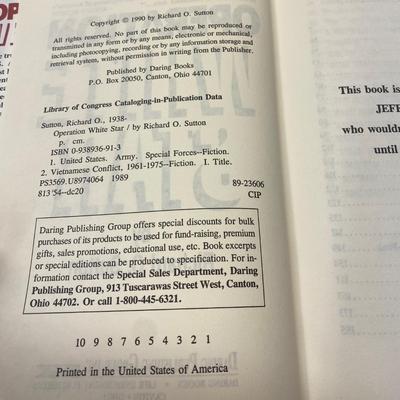 Copyright © 1990 by Richard O. Sutton
All rights reserved. No part of this book may be reproduced or
transmitted in any form or by any means, electronic or mechanical,
including photocopying, recording or by any information storage and
retrieval system, without permission in writing from the Publisher.
Published by Daring Books
P.O. Box 20050, Canton, Ohio 44701
Library of Congress Cataloging-in-Publication Data
Sutton, Richard O., 1938-
Operation White Star / by Richard O. Sutton
p. cm.
ISBN 0-938936-91-3
1. United States. Army. Special Forces--Fiction.
2. Vietnamese Conflict, 1961-1975--Fiction. I. Title.
PS3569.U8974064 1989
813'.54--dc20
89-23606
CIP
Daring Publishing Group offers special discounts for bulk
purchases of its products to be used for fund-raising, premium
gifts, sales promotions, educational use, etc. Book excerpts
or special editions can be produced to specification. For in-
formation contact the Special Sales Department, Daring
Publishing Group, 913 Tuscarawas Street West, Canton,
Ohio 44702. Or call 1-800-445-6321.
10 9 8 7 6 5 4 3 2 1
Printed in the United States of America
This book is
JEFF
who wouldn
until